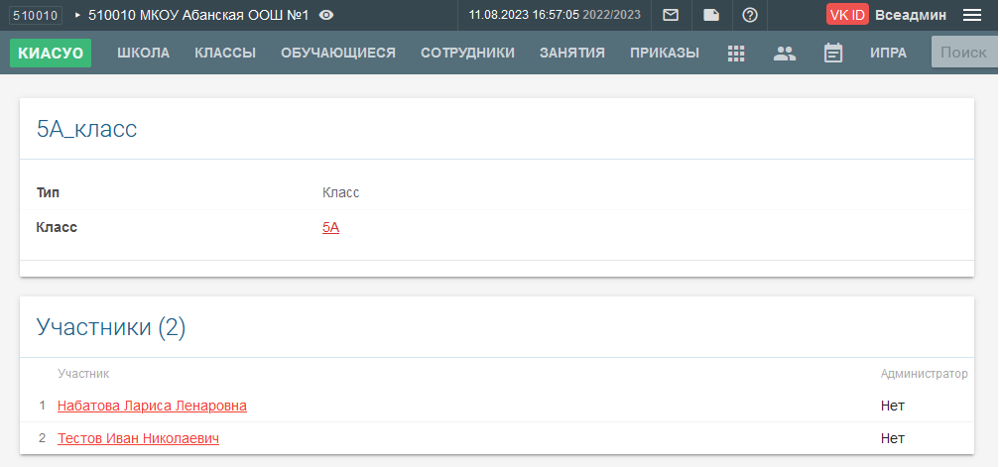 510010 ‣ 510010 МКОУ Абанская ООШ №1 11.08.2023 16:57:05 2022/2023 VK ID Всеадмин
КИАСУО ШКОЛА КЛАССЫ ОБУЧАЮЩИЕСЯ СОТРУДНИКИ ЗАНЯТИЯ ПРИКАЗЫ ИПРА Поиск
5А_класс
Тип Класс
Класс 5А
Участники (2)
Участник Администратор
1 Набатова Лариса Ленаровна Нет
2 Тестов Иван Николаевич Нет